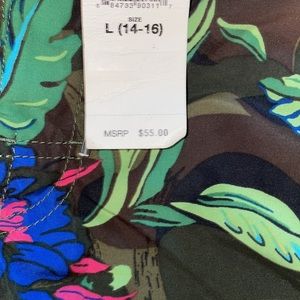 SIZE
L (14-16)
MSRP $55.00